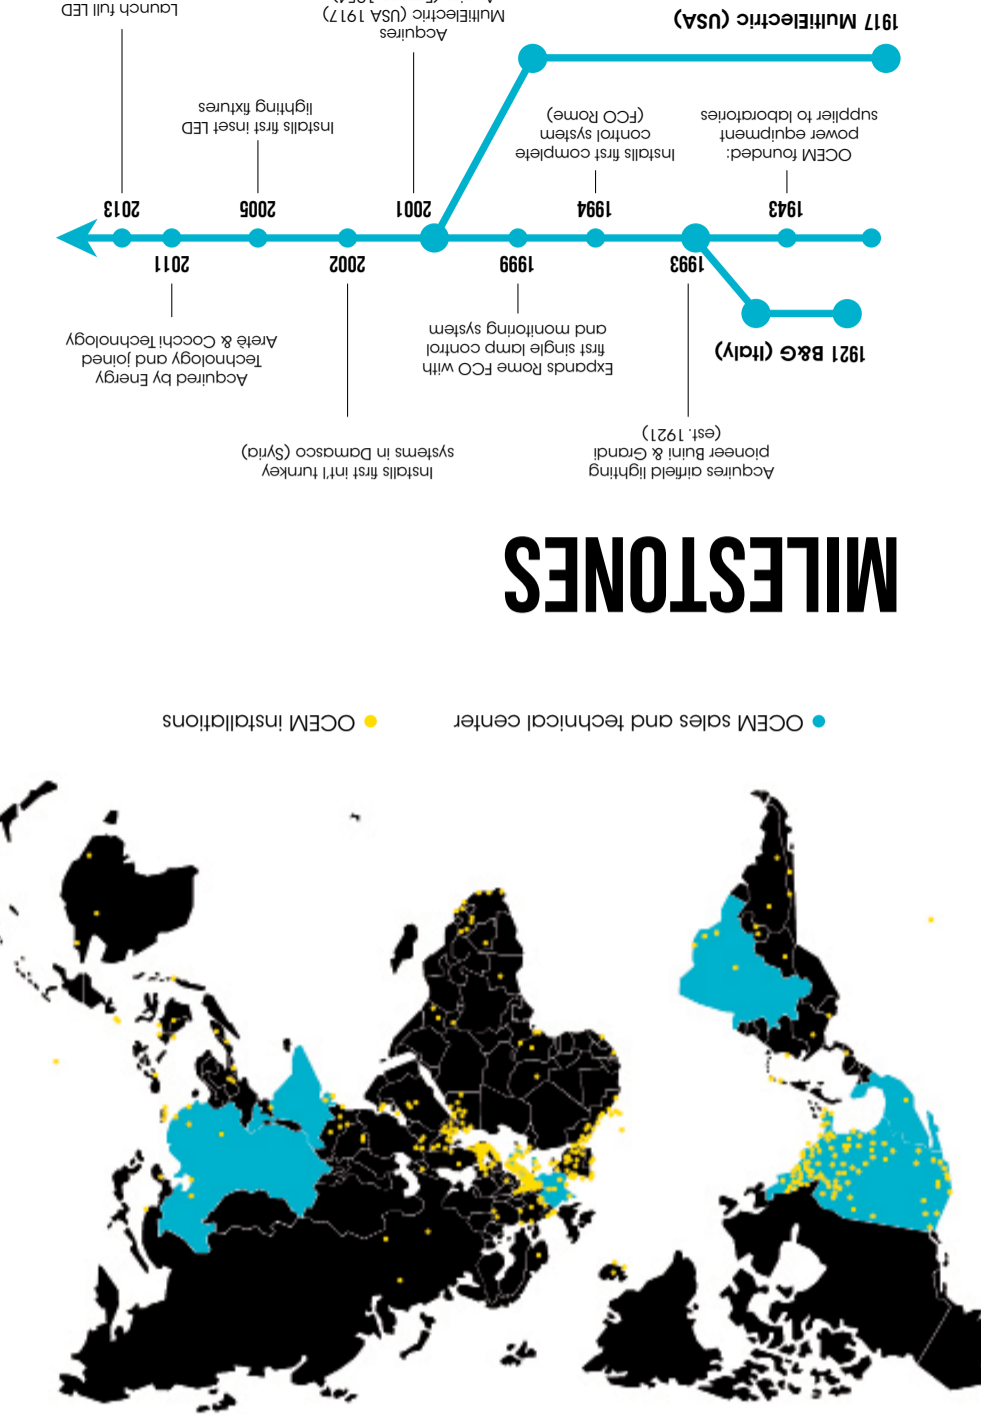 OCEM sales and technical center
OCEM installations
MILESTONES
Acquires airfield lighting
pioneer Buini & Grandi
(est. 1921)
Installs first int'l turnkey
systems in Damasco (Syria)
1921 B&G (Italy)
Expands Rome FCO with
first single lamp control
and monitoring system
Acquired by Energy
Technology and joined
Aretè & Cocchi Technology
1993
1999
2002
2011
1943
1994
2001
2005
2013
OCEM founded:
power equipment
supplier to laboratories
Installs first complete
control system
(FCO Rome)
Installs first inset LED
lighting fixtures
1917 MultiElectric (USA)
Acquires
MultiElectric (USA 1917)
Launch full LED